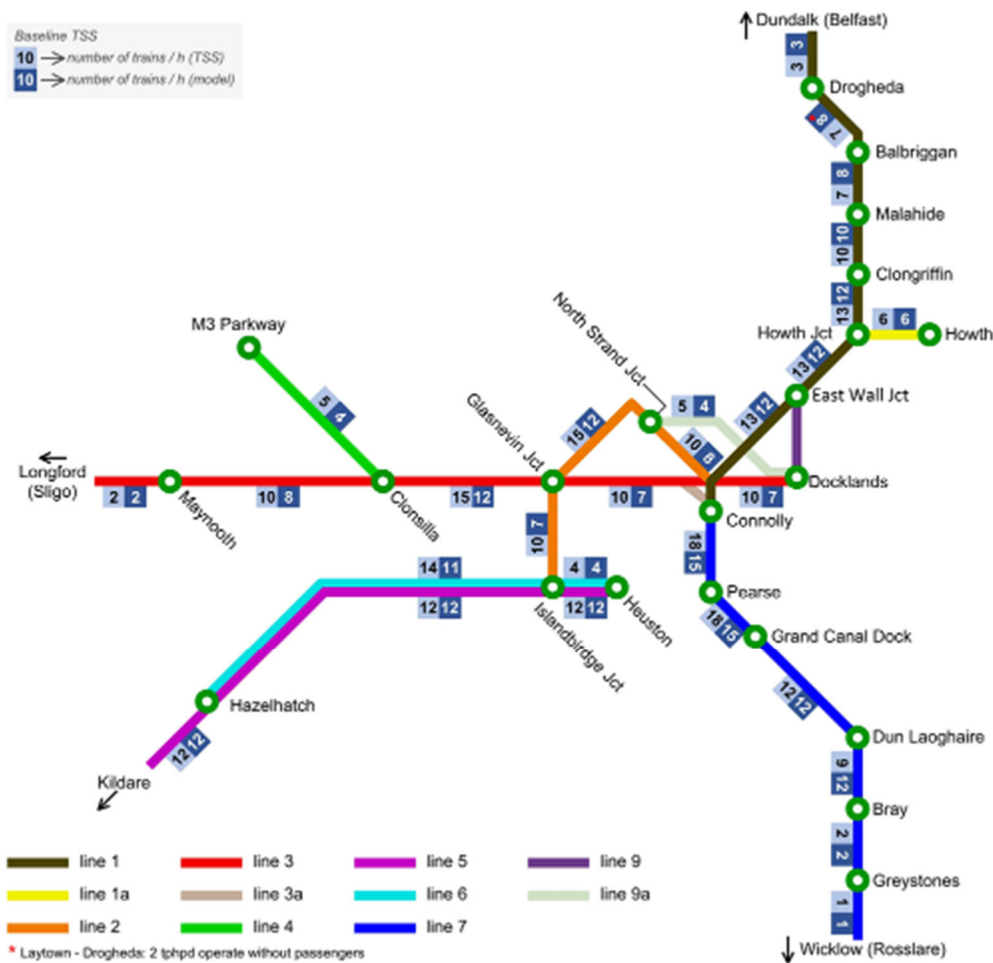 Baseline TSS
10 number of trains / h (TSS)
10 number of trains / h (model)
Dundalk (Belfast)
3 3
Drogheda
7 8*
Balbriggan
7 8
Malahide
10 10
Clongriffin
13 12
Howth Jct
6 6
Howth
13 12
East Wall Jct
13 12
North Strand Jct
5 4
M3 Parkway
5 4
Glasnevin Jct
15 12
10 8
Longford
(Sligo)
2 2
Maynooth
10 8
Clonsilla
15 12
10 7
10 7
Docklands
Connolly
10 7
18 15
14 11
4 4
12 12
12 12
Islandbirdge Jct
Heuston
Pearse
18 15
Grand Canal Dock
12 12
Hazelhatch
12 12
Kildare
Dun Laoghaire
9 12
Bray
2 2
Greystones
1 1
Wicklow (Rosslare)
line 1 line 3 line 5 line 9
line 1a line 3a line 6 line 9a
line 2 line 4 line 7
* Laytown - Drogheda: 2 tphpd operate without passengers